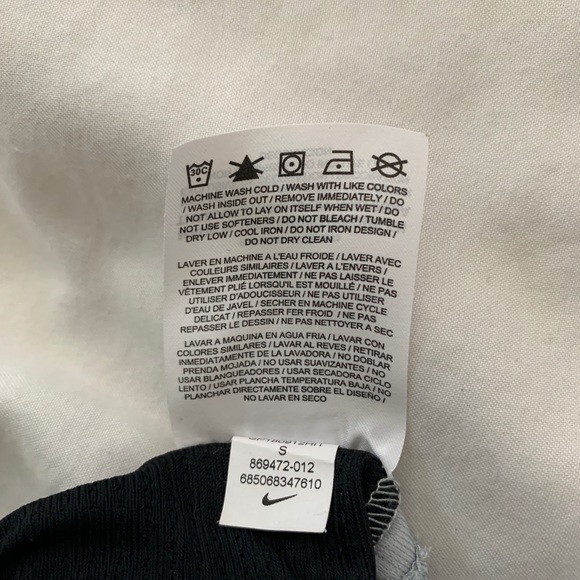 30C
MACHINE WASH COLD / WASH WITH LIKE COLORS
/ WASH INSIDE OUT / REMOVE IMMEDIATELY / DO
NOT ALLOW TO LAY ON ITSELF WHEN WET / DO
NOT USE SOFTENERS / DO NOT BLEACH / TUMBLE
DRY LOW / COOL IRON / DO NOT IRON DESIGN /
DO NOT DRY CLEAN
LAVER EN MACHINE A L'EAU FROIDE / LAVER AVEC
COULEURS SIMILAIRES / LAVER A L'ENVERS /
ENLEVER IMMEDIATEMENT / NE PAS LAISSER LE
VÊTEMENT PLIÉ LORSQU'IL EST MOUILLÉ / NE PAS
UTILISER D'ADOUCISSEUR / NE PAS UTILISER
D'EAU DE JAVEL / SECHER EN MACHINE CYCLE
DELICAT / REPASSER FER FROID / NE PAS
REPASSER LE DESSIN / NE PAS NETTOYER A SEC
LAVAR A MAQUINA EN AGUA FRIA / LAVAR CON
COLORES SIMILARES / LAVAR AL REVES / RETIRAR
INMEDIATAMENTE DE LA LAVADORA / NO DOBLAR
PRENDA MOJADA / NO USAR SUAVIZANTES / NO
USAR BLANQUEADORES / USAR SECADORA CICLO
LENTO / USAR PLANCHA TEMPERATURA BAJA / NO
PLANCHAR DIRECTAMENTE SOBRE EL DISEÑO /
NO LAVAR EN SECO
S
869472-012
685068347610